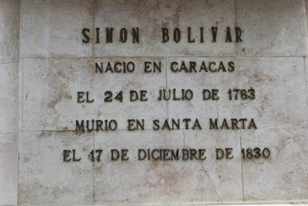 SIMON BOLIVAR
NACIO EN CARACAS
EL 24 DE JULIO DE 1783
MURIO EN SANTA MARTA
EL 17 DE DICIEMBRE DE 1830